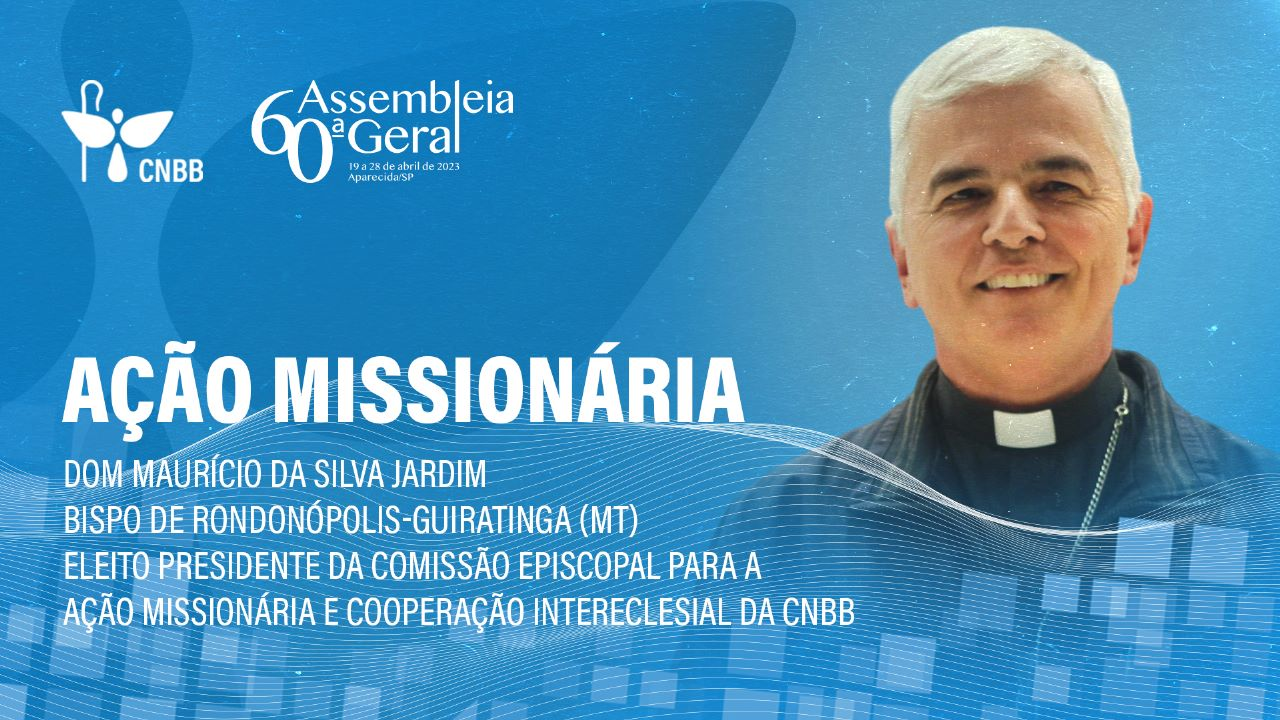 CNBB
60ª Assembleia Geral
19 a 28 de abril de 2023
Aparecida/SP
AÇÃO MISSIONÁRIA
DOM MAURÍCIO DA SILVA JARDIM
BISPO DE RONDONÓPOLIS-GUIRATINGA (MT)
ELEITO PRESIDENTE DA COMISSÃO EPISCOPAL PARA A
AÇÃO MISSIONÁRIA E COOPERAÇÃO INTERECLESIAL DA CNBB